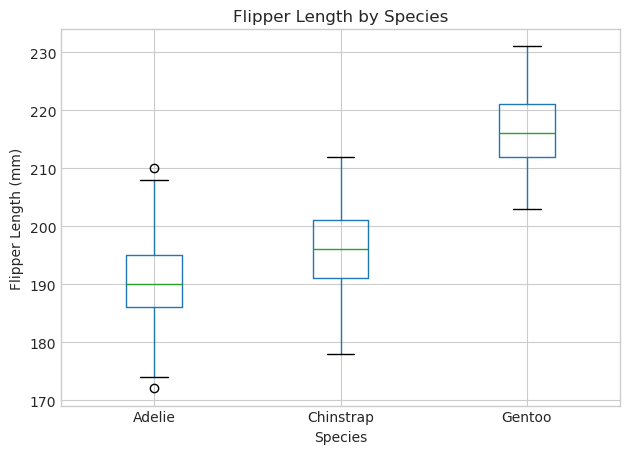 Flipper Length by Species
Flipper Length (mm)
230
220
210
200
190
180
170
Adelie
Chinstrap
Gentoo
Species